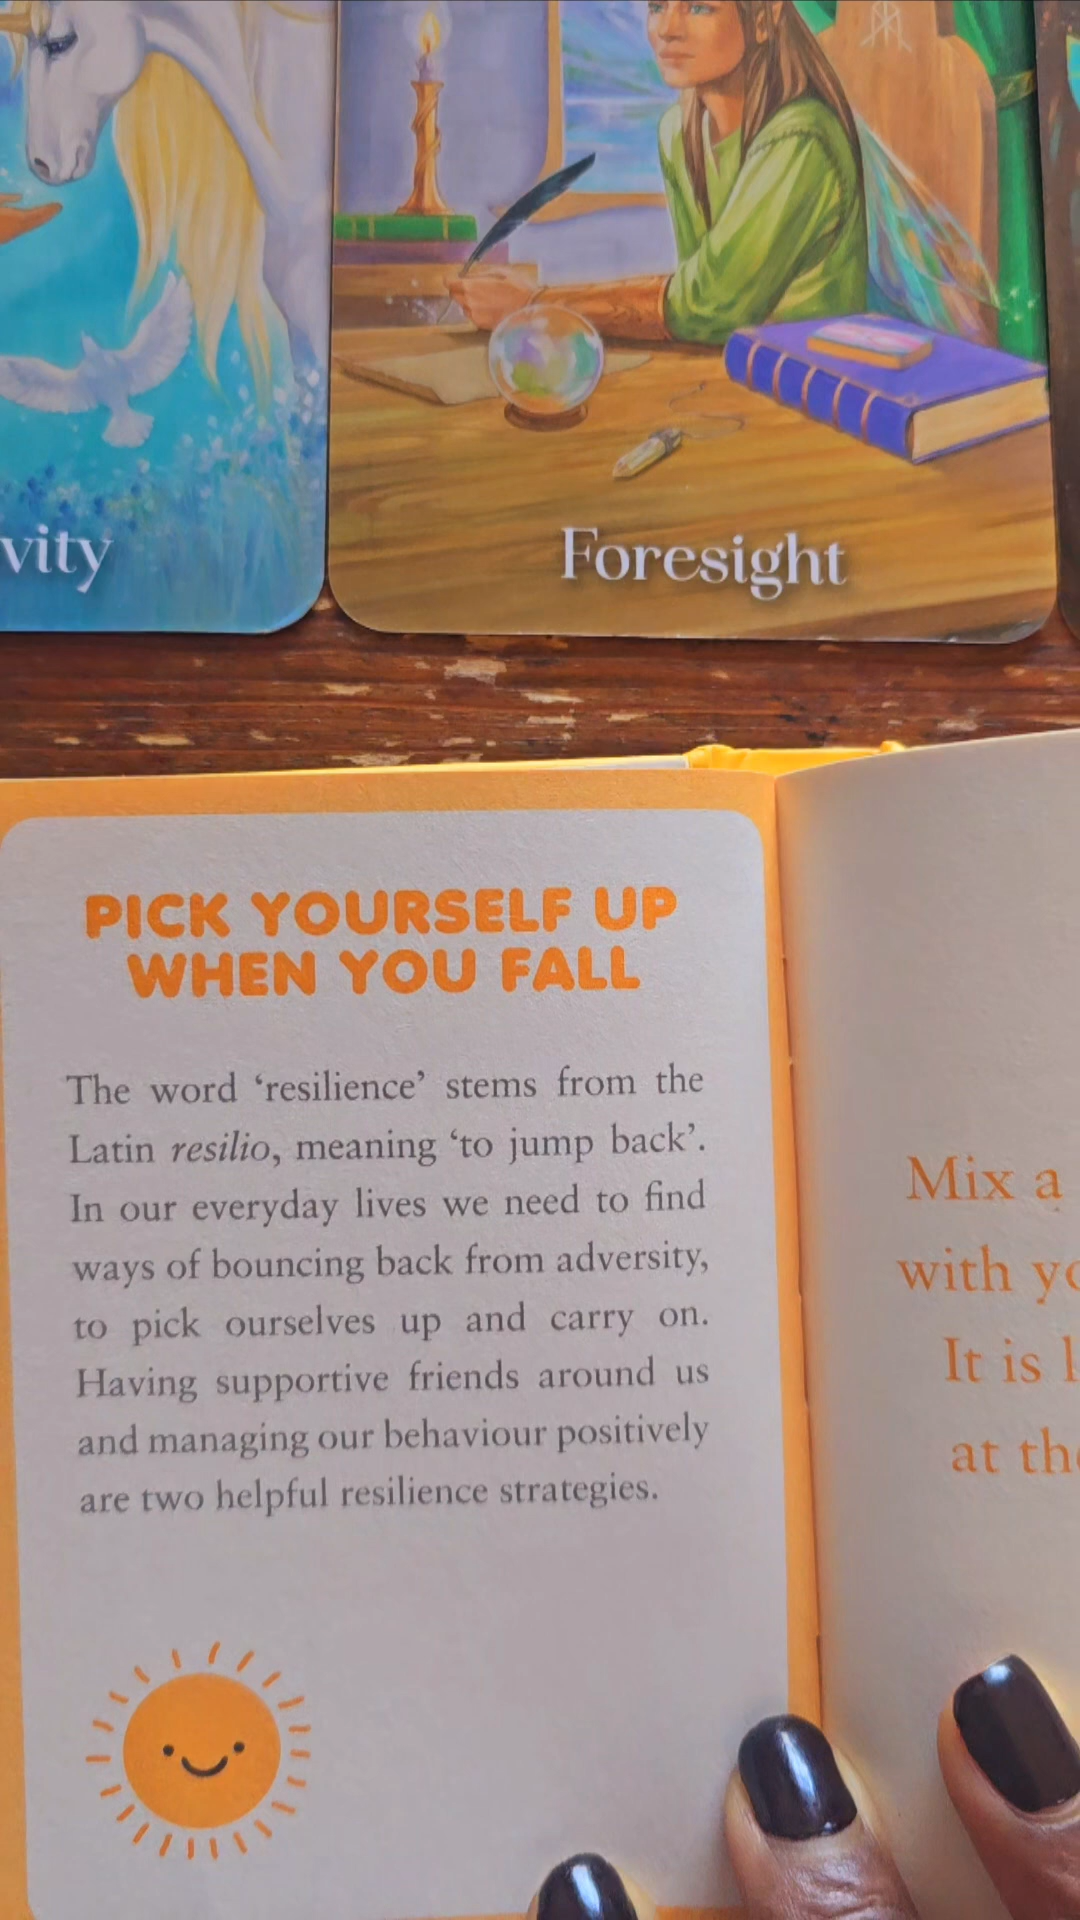 vity
Foresight
PICK YOURSELF UP
WHEN YOU FALL
The word ‘resilience’ stems from the
Latin resilio, meaning ‘to jump back’.
In our everyday lives we need to find
ways of bouncing back from adversity,
to pick ourselves up and carry on.
Having supportive friends around us
and managing our behaviour positively
are two helpful resilience strategies.
Mix a
with yo
It is
at the